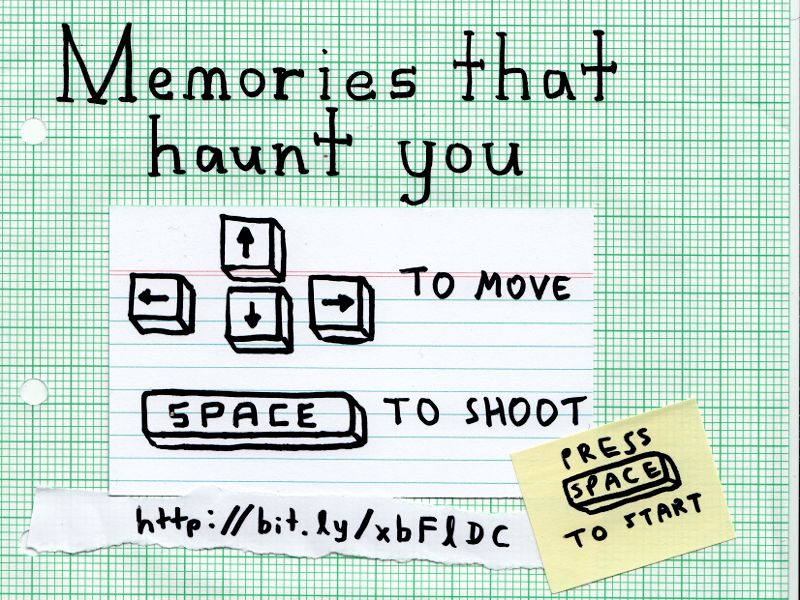 Memories that
haunt you
↑
← ↓ → TO MOVE
SPACE TO SHOOT
PRESS
SPACE
TO START
http://bit.ly/xbFlDC